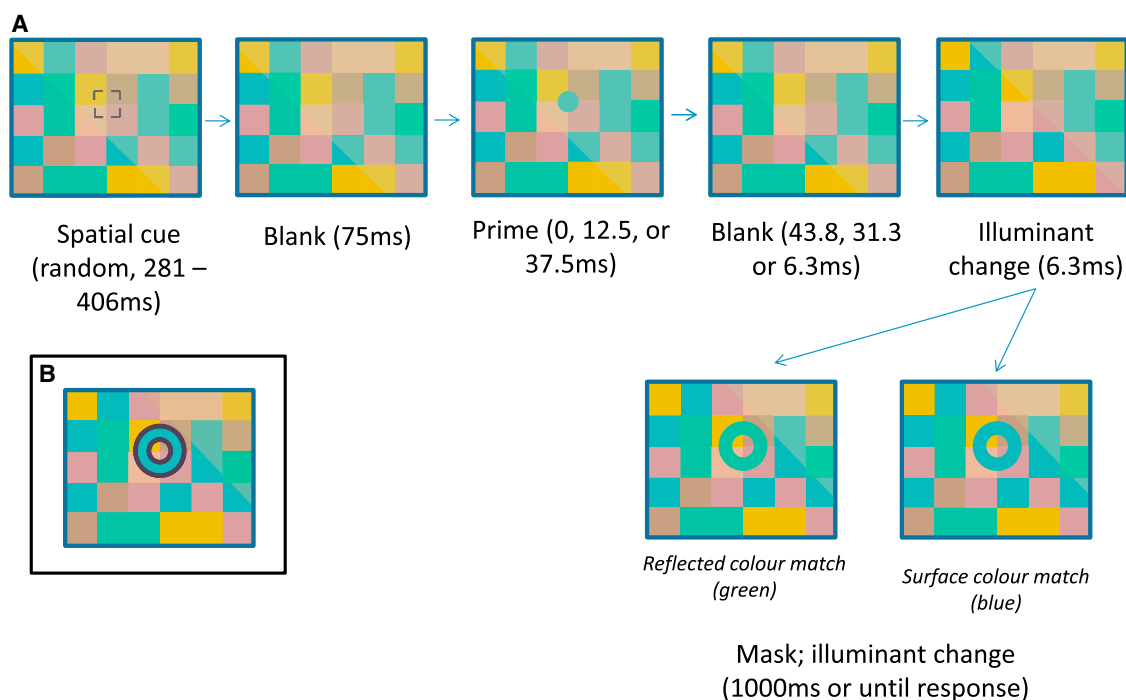 A
Spatial cue
(random, 281 –
406ms)
Blank (75ms)
Prime (0, 12.5, or
37.5ms)
Blank (43.8, 31.3
or 6.3ms)
Illuminant
change (6.3ms)
B
Reflected colour match
(green)
Surface colour match
(blue)
Mask; illuminant change
(1000ms or until response)